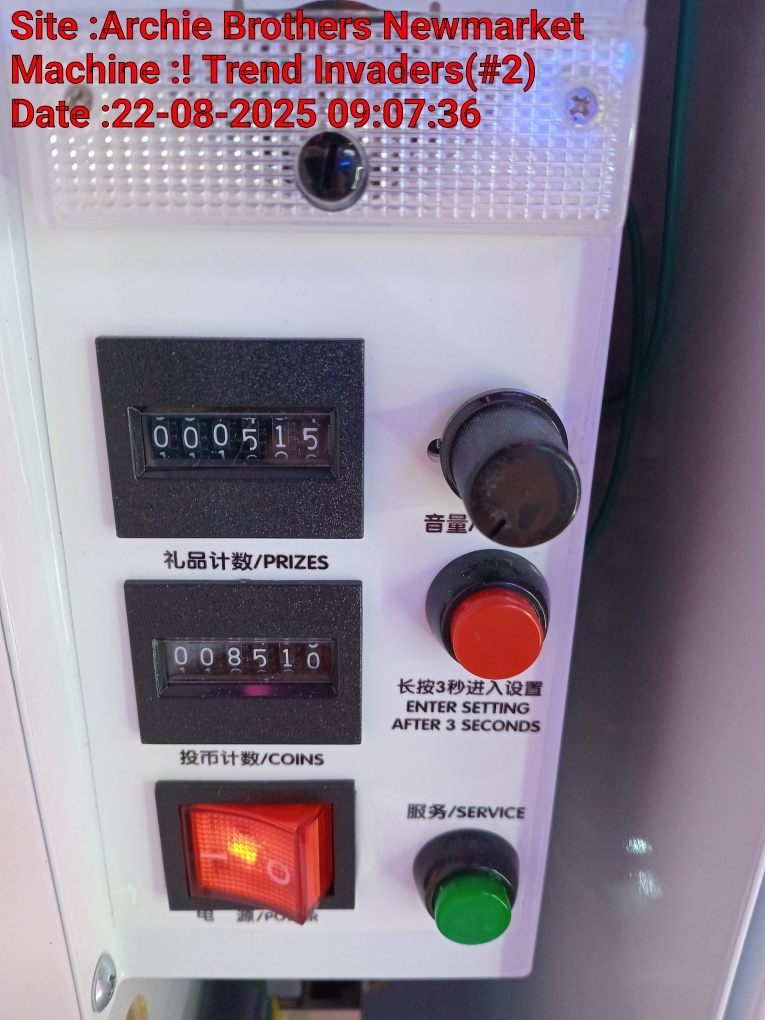 Site :Archie Brothers Newmarket
Machine :! Trend Invaders(#2)
Date :22-08-2025 09:07:36
000515
音量/
礼品计数/PRIZES
008510
长按3秒进入设置
ENTER SETTING
AFTER 3 SECONDS
投币计数/COINS
服务/SERVICE
电 源/POWER